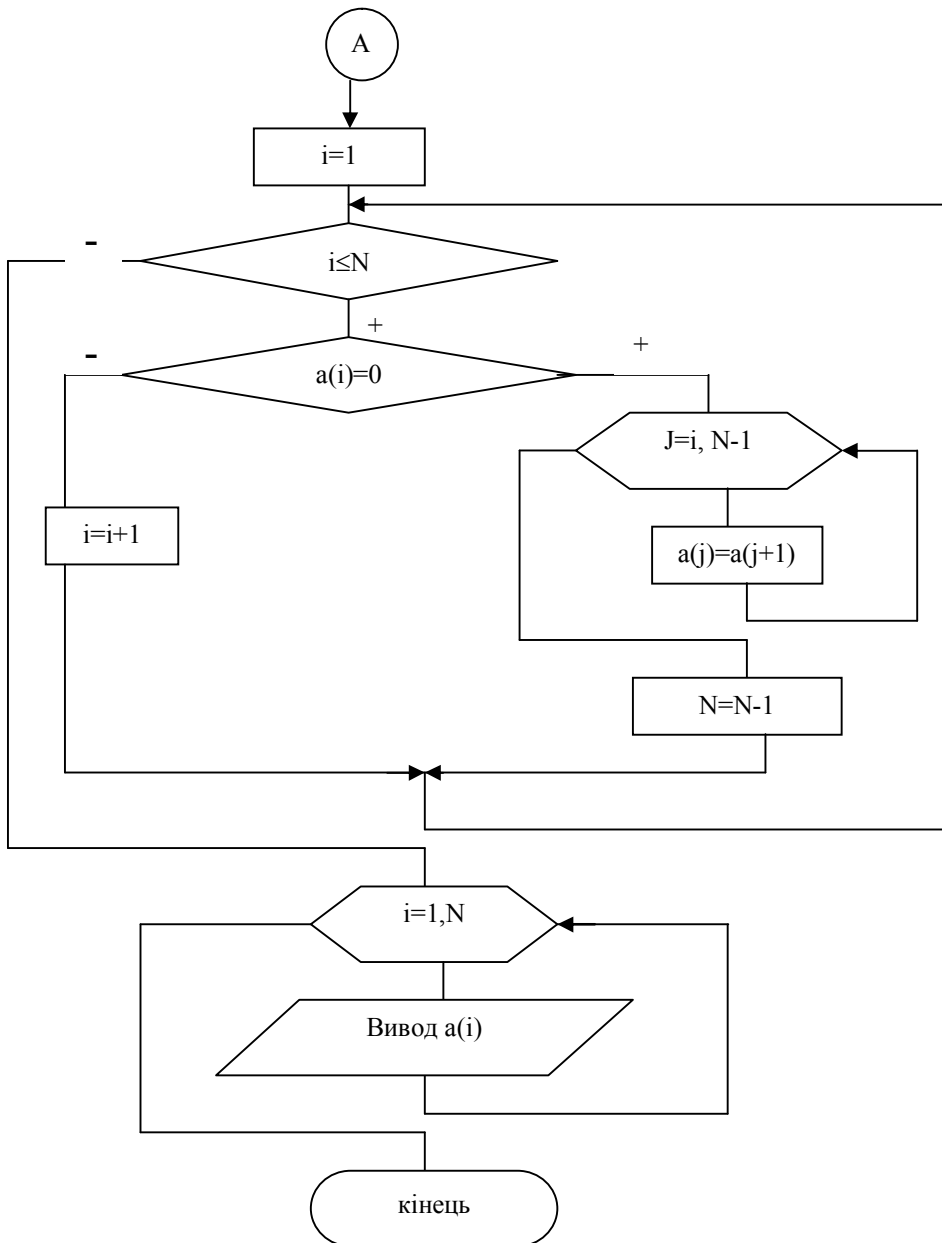 A
i=1
-
i≤N
+
-
+
a(i)=0
J=i, N-1
i=i+1
a(j)=a(j+1)
N=N-1
i=1,N
Вивод a(i)
кінець